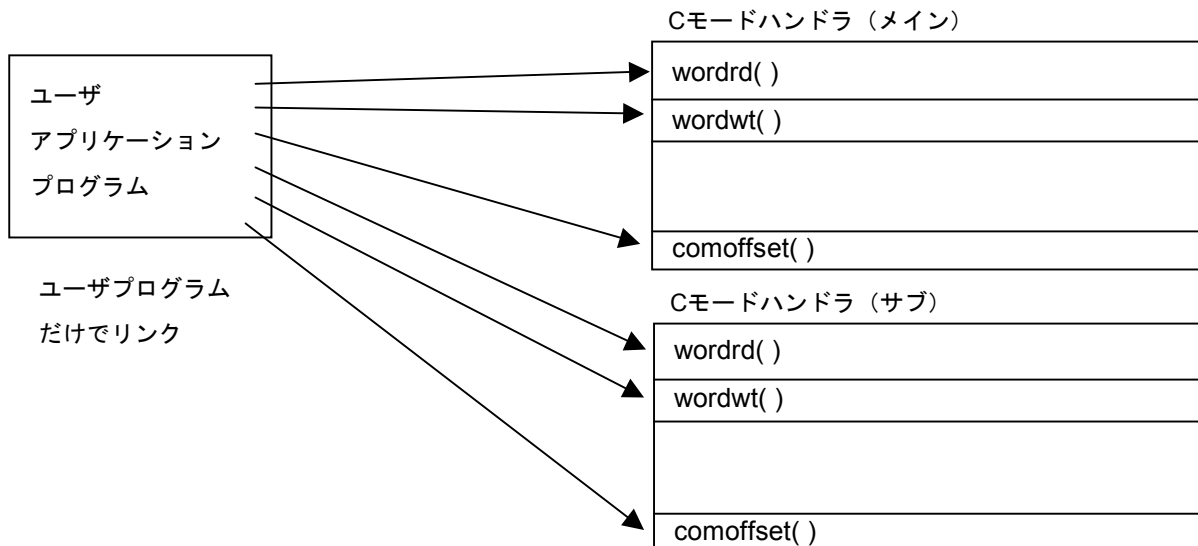 ユーザ
アプリケーション
プログラム
ユーザプログラム
だけでリンク
Cモードハンドラ（メイン）
wordrd( )
wordwt( )
comoffset( )
Cモードハンドラ（サブ）
wordrd( )
wordwt( )
comoffset( )